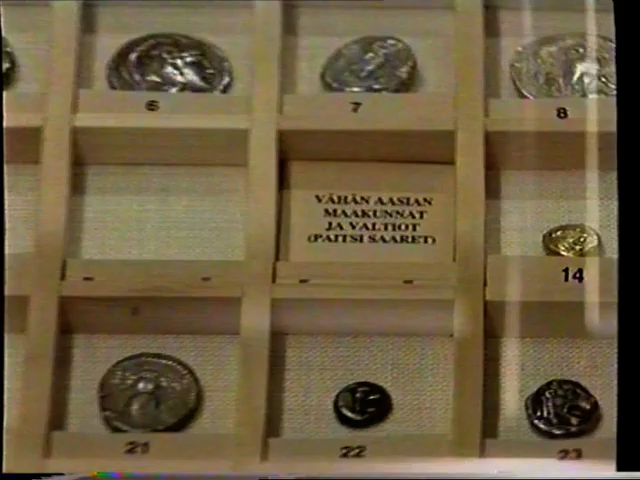 6 7 8
VÄHÄN AASIAN
MAAKUNNAT
JA VALTIOT
(PAITSI SAARET)
14
21 22 23